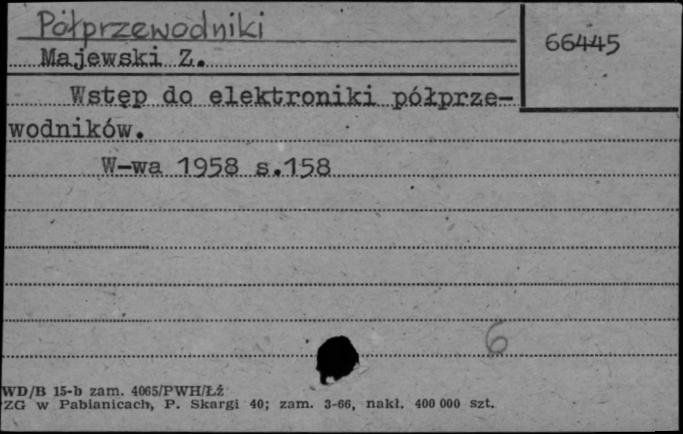 Półprzewodniki
66445
Majewski Z.
Wstęp do elektroniki półprze-
wodników.
W-wa 1958 s.158
6
WD/B 15-b zam. 4065/PWH/Łż
ZG w Pabianicach, P. Skargi 40; zam. 3-66, nakł. 400 000 szt.